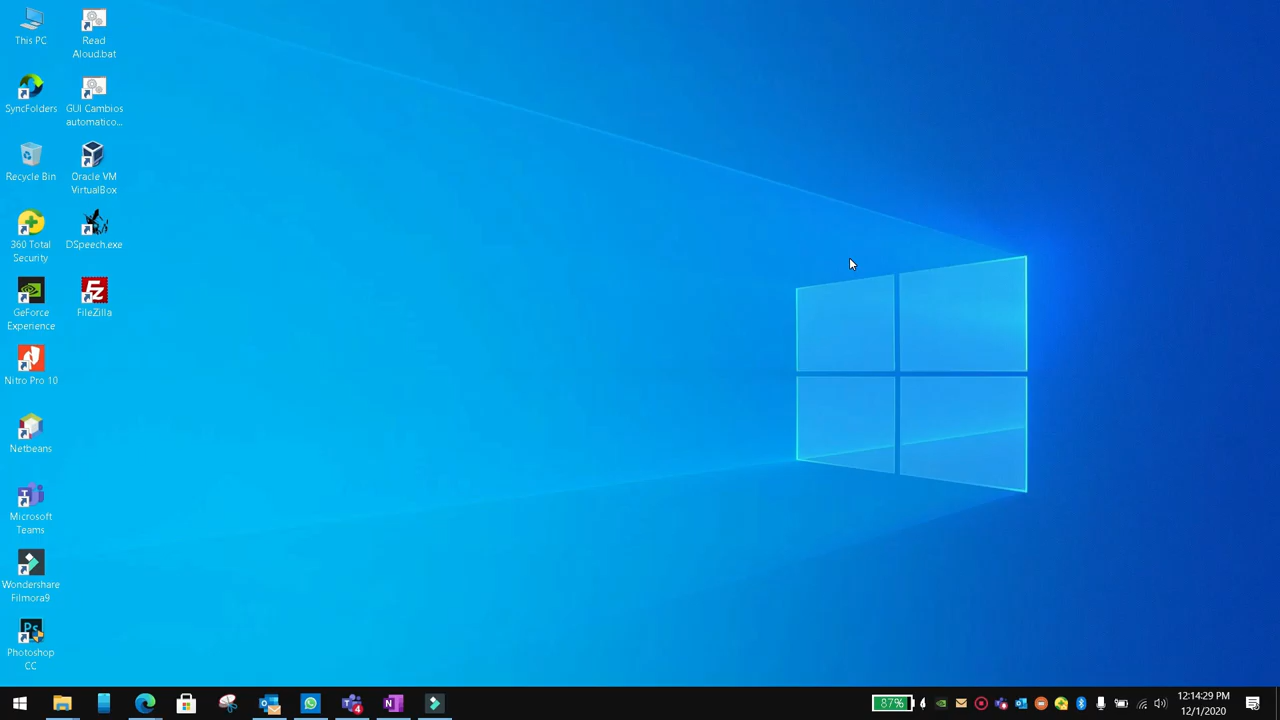 This PC
SyncFolders
Recycle Bin
360 Total
Security
GeForce
Experience
Nitro Pro 10
Netbeans
Microsoft
Teams
Wondershare
Filmora9
Ps
Photoshop
CC
Read
Aloud.bat
GUI Cambios
automatico...
Oracle VM
VirtualBox
DSpeech.exe
FileZilla
87%
4
12:14:29 PM
12/1/2020